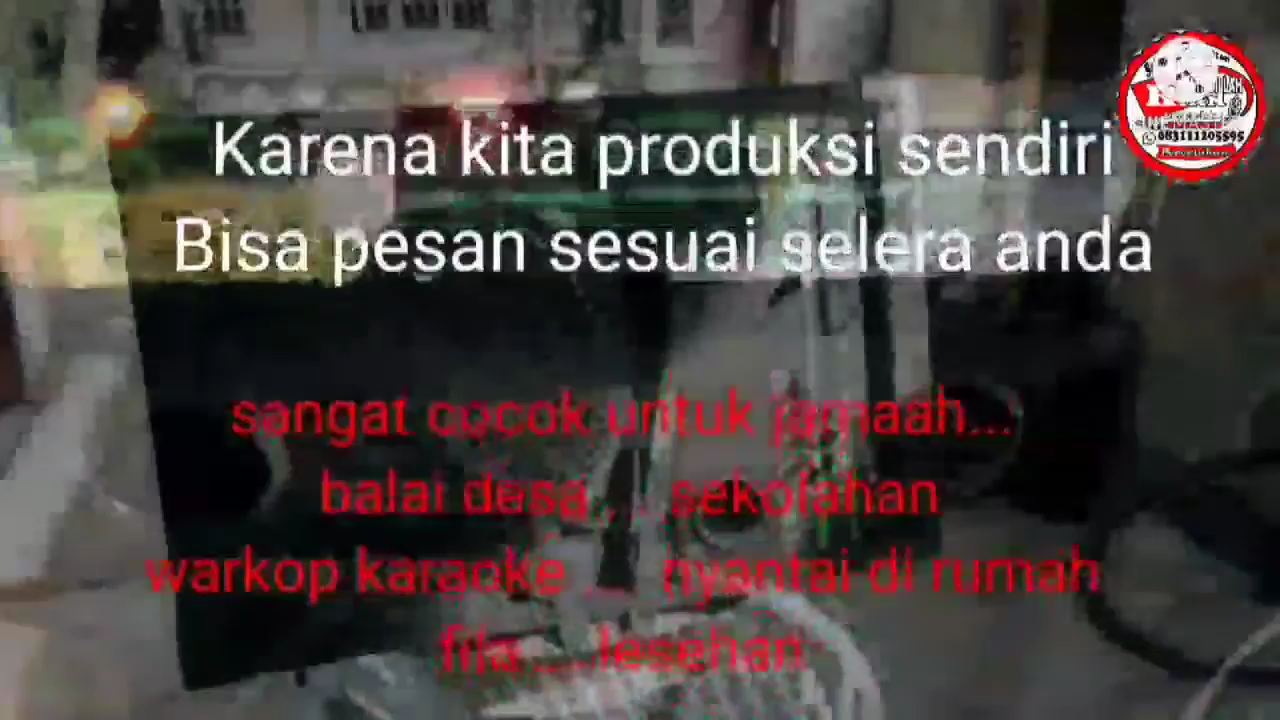 Karena kita produksi sendiri
Bisa pesan sesuai selera anda
sangat cocok untuk jamaah...
balai desa ... sekolahan
warkop karaoke ... nyantai di rumah
fila ..... lesehan
081111205595